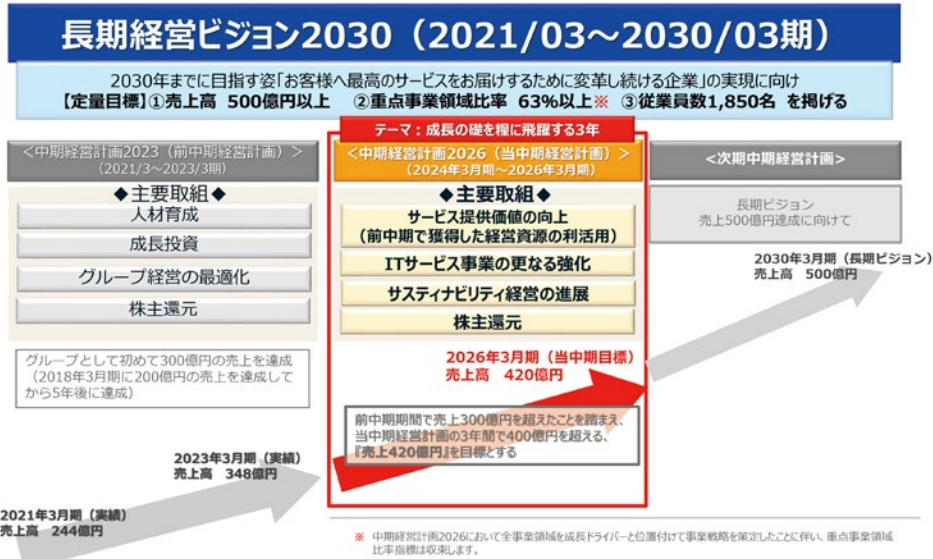 長期経営ビジョン2030（2021/03～2030/03期）
2030年までに目指す姿「お客様へ最高のサービスをお届けするために変革し続ける企業」の実現に向け
【定量目標】①売上高 500億円以上 ②重点事業領域比率 63%以上※ ③従業員数1,850名 を掲げる
テーマ：成長の礎を糧に飛躍する3年
＜中期経営計画2023（前中期経営計画）＞
（2021/3～2023/3期）
◆主要取組◆
人材育成
成長投資
グループ経営の最適化
株主還元
グループとして初めて300億円の売上を達成
（2018年3月期に200億円の売上を達成して
から5年後に達成）
2023年3月期（実績）
売上高 348億円
2021年3月期（実績）
売上高 244億円
＜中期経営計画2026（当中期経営計画）＞
（2024年3月期～2026年3月期）
◆主要取組◆
サービス提供価値の向上
（前中期で獲得した経営資源の利活用）
ITサービス事業の更なる強化
サスティナビリティ経営の進展
株主還元
2026年3月期（当中期目標）
売上高 420億円
前中期期間で売上300億円を超えたことを踏まえ、
当中期経営計画の3年間で400億円を超える、
『売上420億円』を目標とする
＜次期中期経営計画＞
長期ビジョン
売上500億円達成に向けて
2030年3月期（長期ビジョン）
売上高 500億円
※ 中期経営計画2026において全事業領域を成長ドライバーと位置付けて事業戦略を策定したことに伴い、重点事業領域
比率指標は収束します。